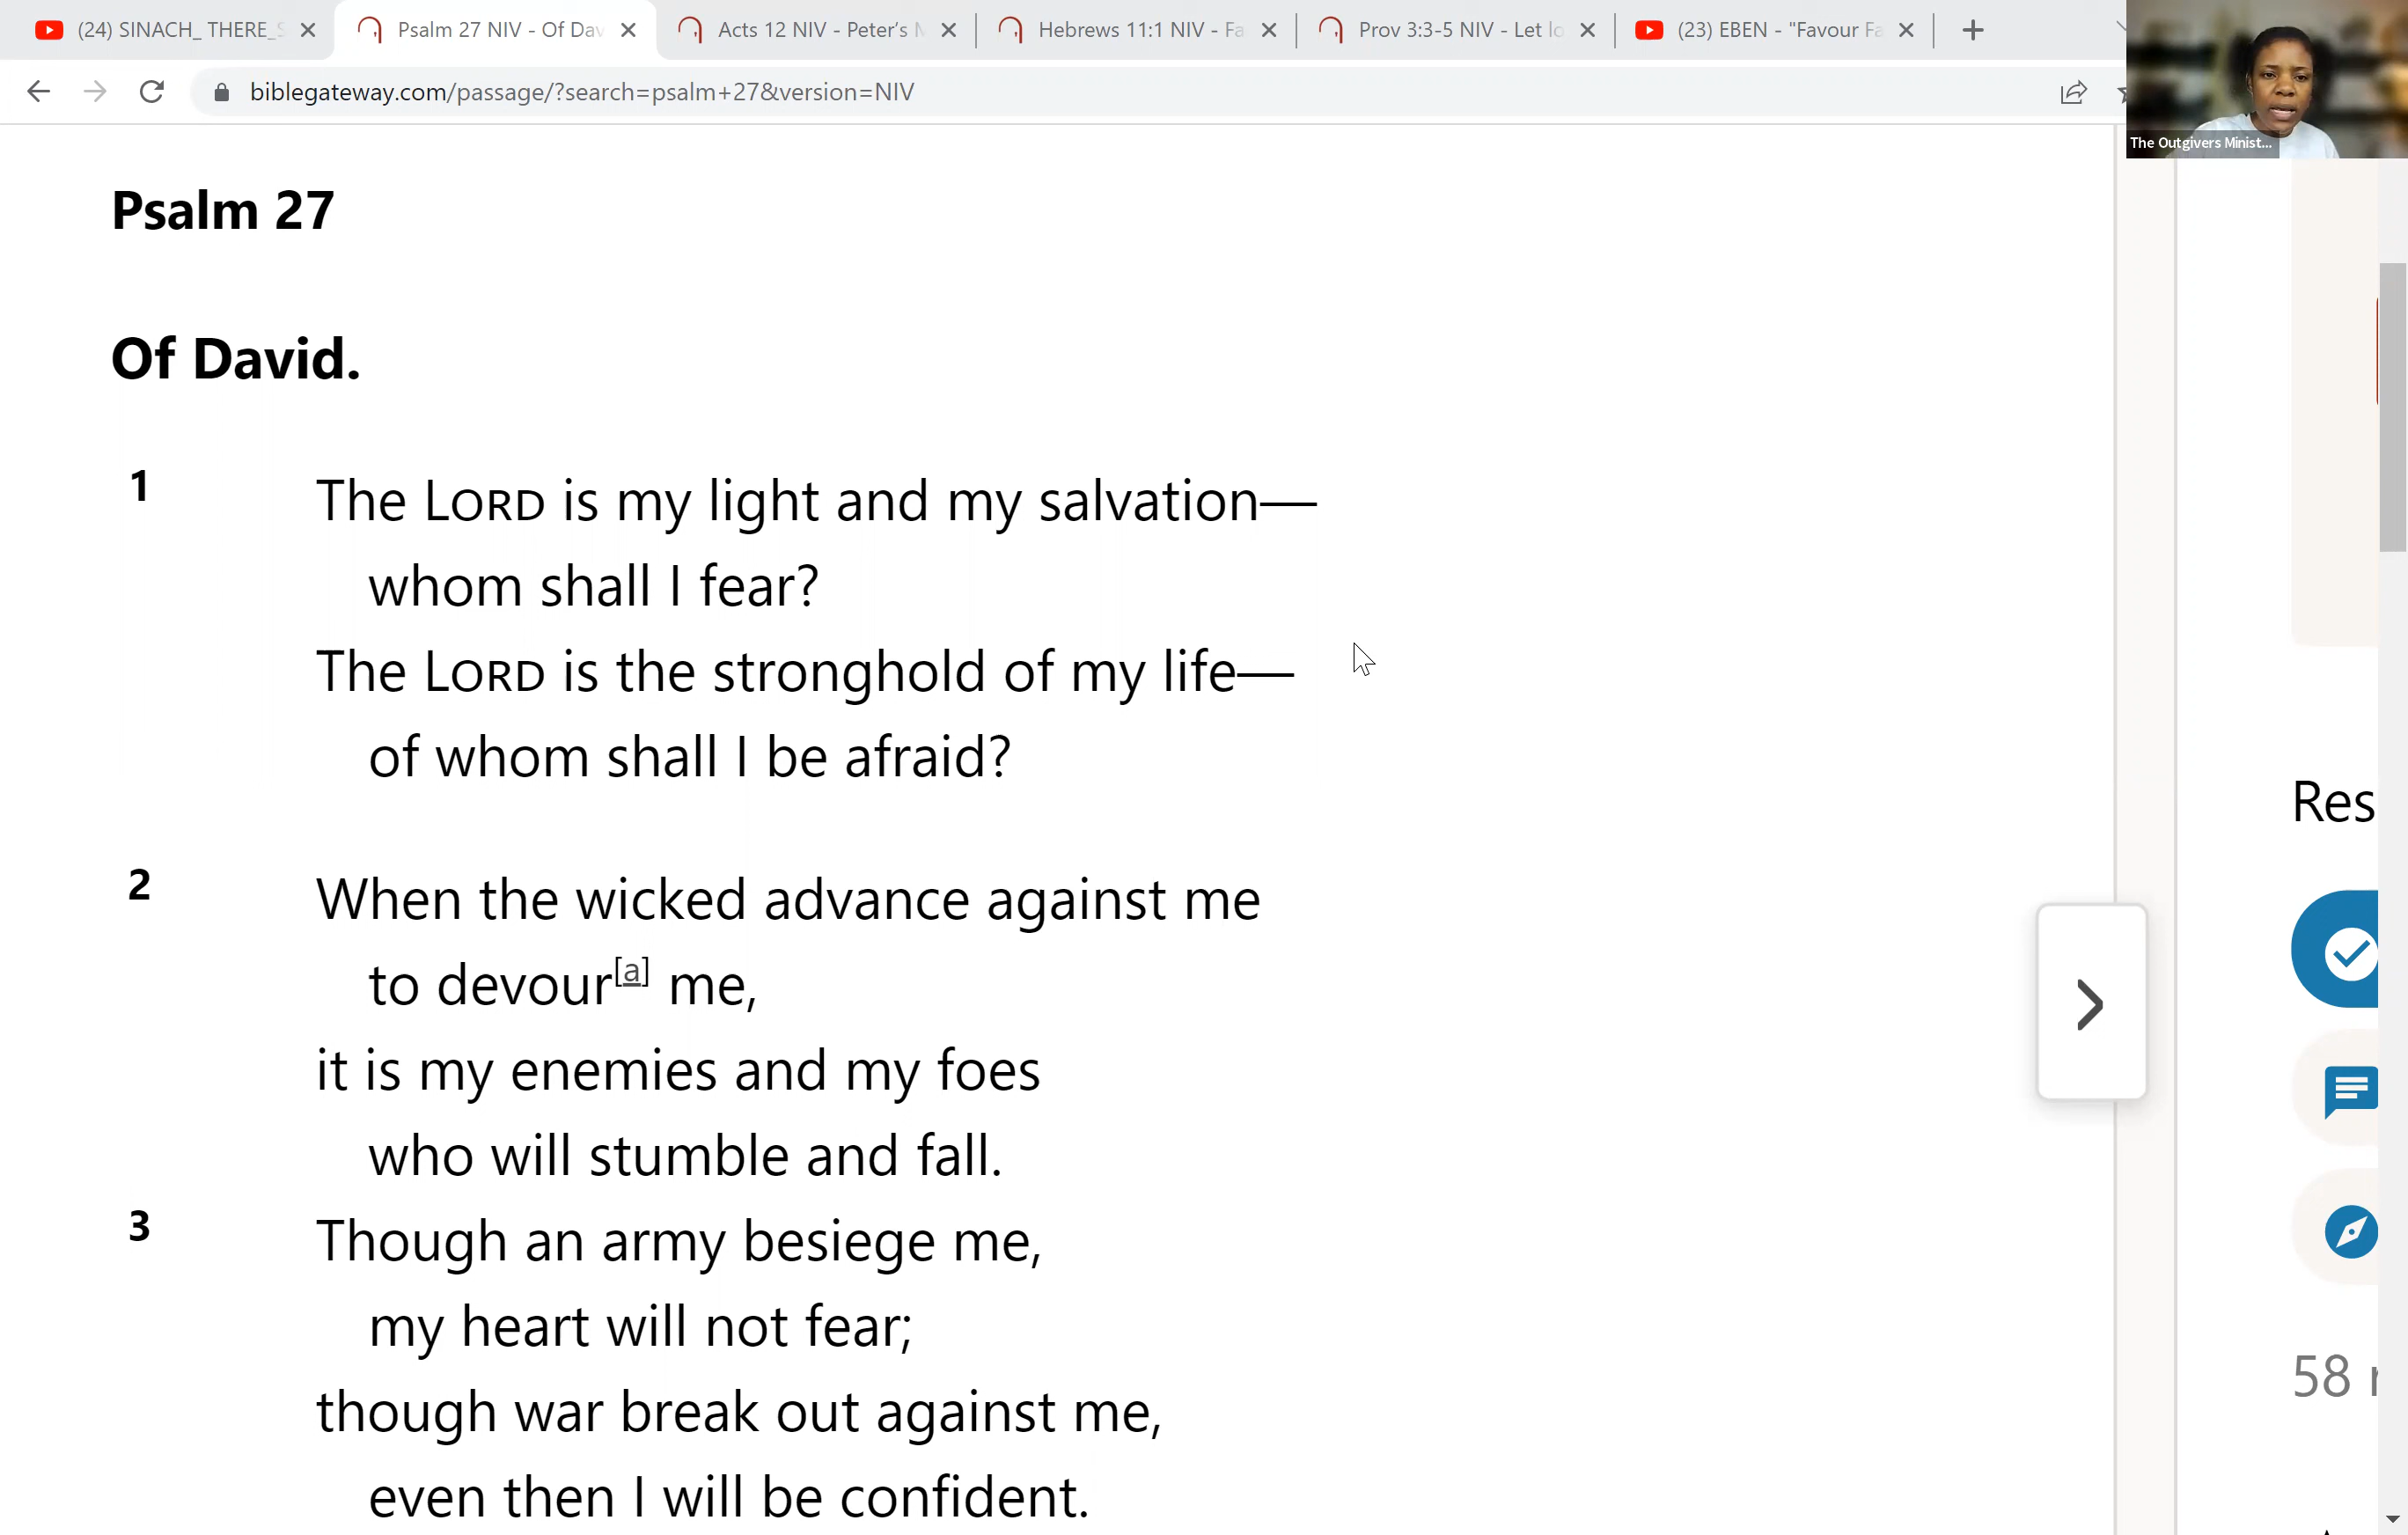 (24) SINACH_ THERE_S
Psalm 27 NIV - Of Dav
Acts 12 NIV - Peter's M
Hebrews 11:1 NIV - Fa
Prov 3:3-5 NIV - Let lo
(23) EBEN - "Favour Fa
biblegateway.com/passage/?search=psalm+27&version=NIV
The Outgivers Minist...
Psalm 27
Of David.
1 The LORD is my light and my salvation—
whom shall I fear?
The LORD is the stronghold of my life—
of whom shall I be afraid?
Res
2 When the wicked advance against me
to devour[a] me,
it is my enemies and my foes
who will stumble and fall.
3 Though an army besiege me,
my heart will not fear;
58
though war break out against me,
even then I will be confident.